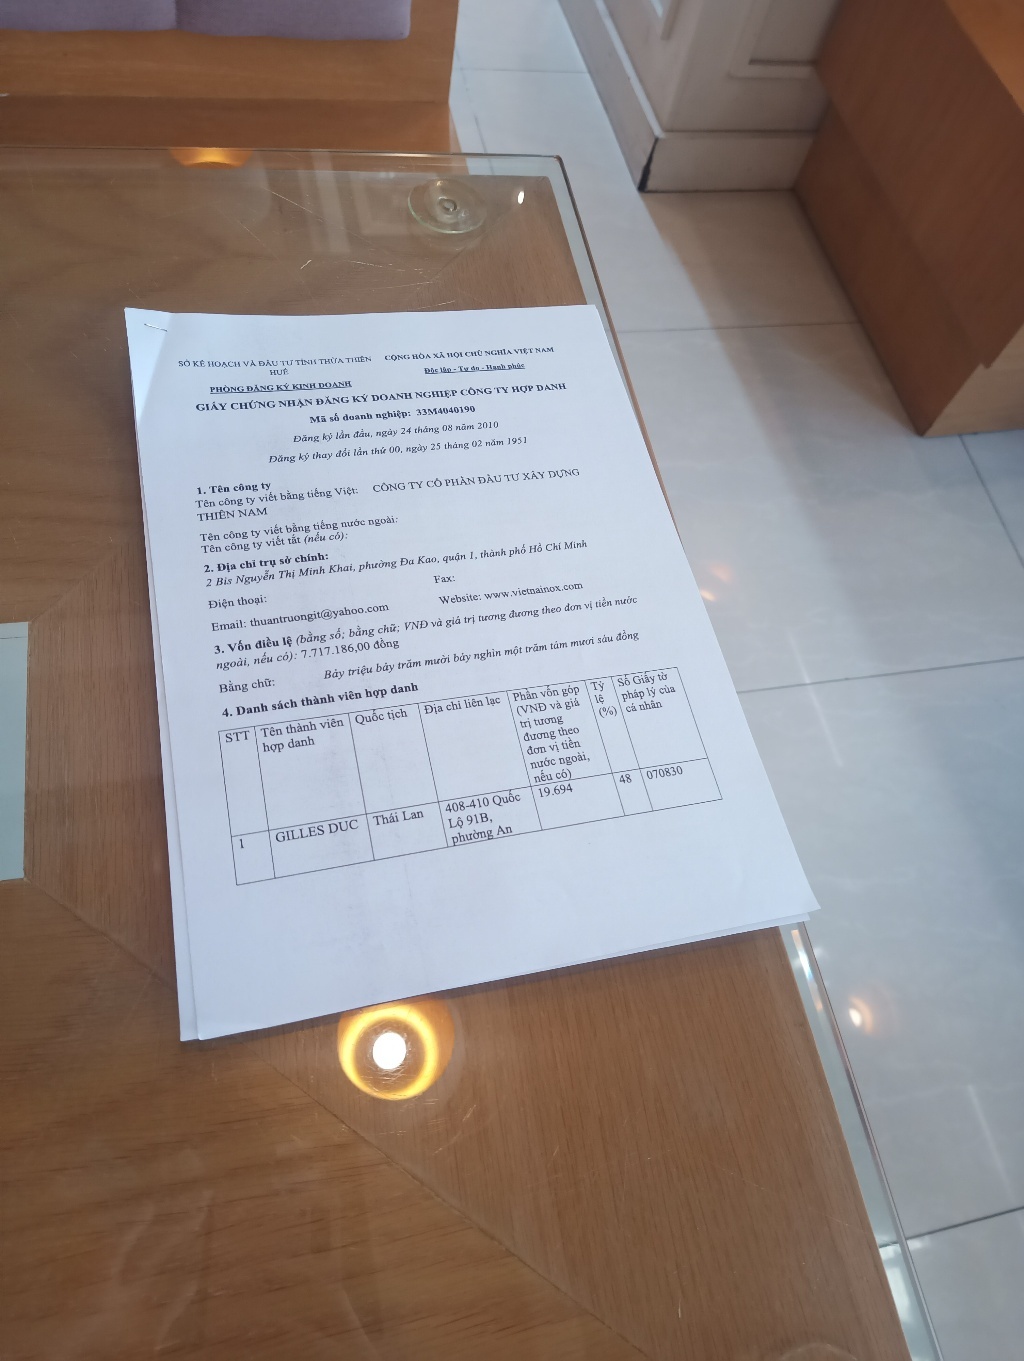 SỞ KẾ HOẠCH VÀ ĐẦU TƯ TỈNH THỪA THIÊN HUẾ
PHÒNG ĐĂNG KÝ KINH DOANH
CỘNG HÒA XÃ HỘI CHỦ NGHĨA VIỆT NAM
Độc lập - Tự do - Hạnh phúc
GIẤY CHỨNG NHẬN ĐĂNG KÝ DOANH NGHIỆP CÔNG TY HỢP DANH
Mã số doanh nghiệp: 33M4040190
Đăng ký lần đầu, ngày 24 tháng 08 năm 2010
Đăng ký thay đổi lần thứ 00, ngày 25 tháng 02 năm 1951
1. Tên công ty
Tên công ty viết bằng tiếng Việt: CÔNG TY CỔ PHẦN ĐẦU TƯ XÂY DỰNG
THIÊN NAM
Tên công ty viết bằng tiếng nước ngoài:
Tên công ty viết tắt (nếu có):
2. Địa chỉ trụ sở chính:
2 Bis Nguyễn Thị Minh Khai, phường Đa Kao, quận 1, thành phố Hồ Chí Minh
Điện thoại: Fax:
Email: thuantruongit@yahoo.com Website: www.vietnainox.com
3. Vốn điều lệ (bằng số; bằng chữ; VNĐ và giá trị tương đương theo đơn vị tiền nước
ngoài, nếu có): 7.717.186,00 đồng
Bằng chữ: Bảy triệu bảy trăm mười bảy nghìn một trăm tám mươi sáu đồng
4. Danh sách thành viên hợp danh
STT
Tên thành viên
hợp danh
Quốc tịch
Địa chỉ liên lạc
Phần vốn góp
(VNĐ và giá
trị tương
đương theo
đơn vị tiền
nước ngoài,
nếu có)
Tỷ
lệ
(%)
Số Giấy tờ
pháp lý của
cá nhân
1
GILLES DUC
Thái Lan
408-410 Quốc
Lộ 91B,
phường An
19.694
48
070830